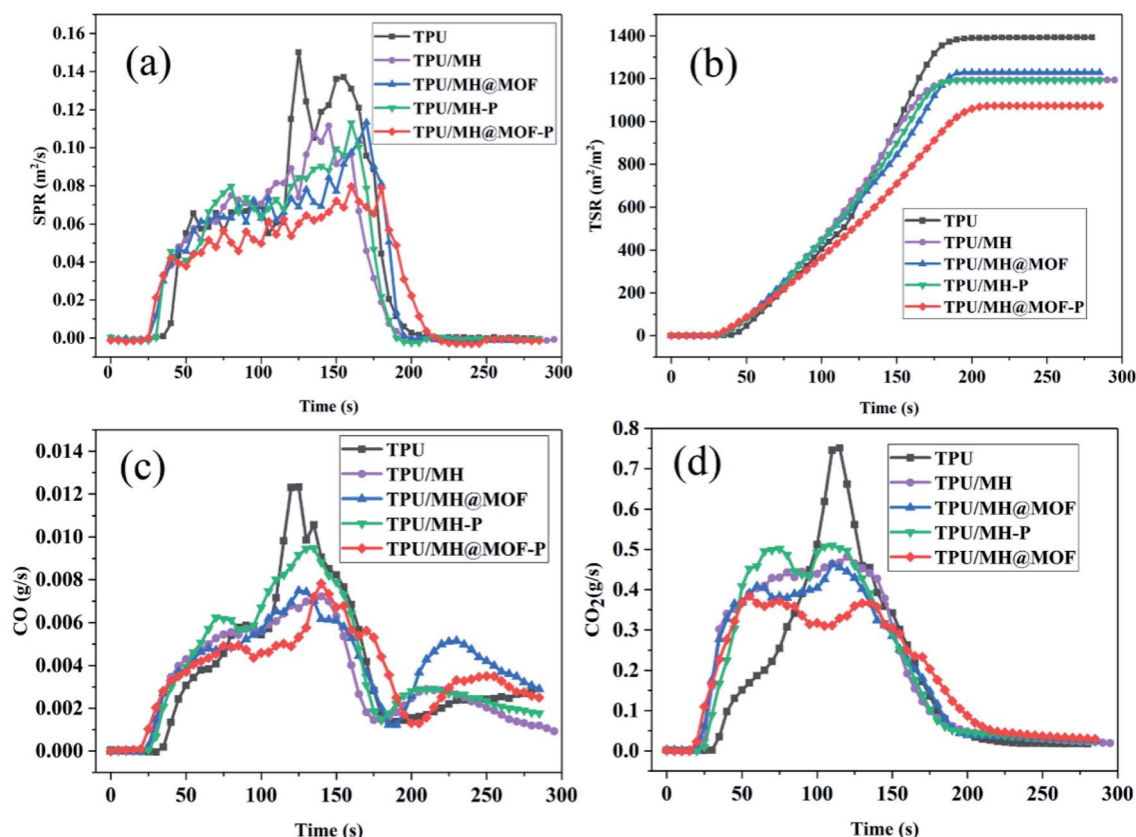 (a)
TPU
TPU/MH
TPU/MH@MOF
TPU/MH-P
TPU/MH@MOF-P
SPR (m²/s)
0.16
0.14
0.12
0.10
0.08
0.06
0.04
0.02
0.00
0 50 100 150 200 250 300
Time (s)
(b)
TPU
TPU/MH
TPU/MH@MOF
TPU/MH-P
TPU/MH@MOF-P
TSR (m²/m²)
1400
1200
1000
800
600
400
200
0
0 50 100 150 200 250 300
Time (s)
(c)
TPU
TPU/MH
TPU/MH@MOF
TPU/MH-P
TPU/MH@MOF-P
CO (g/s)
0.014
0.012
0.010
0.008
0.006
0.004
0.002
0.000
0 50 100 150 200 250 300
Time (s)
(d)
TPU
TPU/MH
TPU/MH@MOF
TPU/MH-P
TPU/MH@MOF
CO₂(g/s)
0.8
0.7
0.6
0.5
0.4
0.3
0.2
0.1
0.0
0 50 100 150 200 250 300
Time (s)